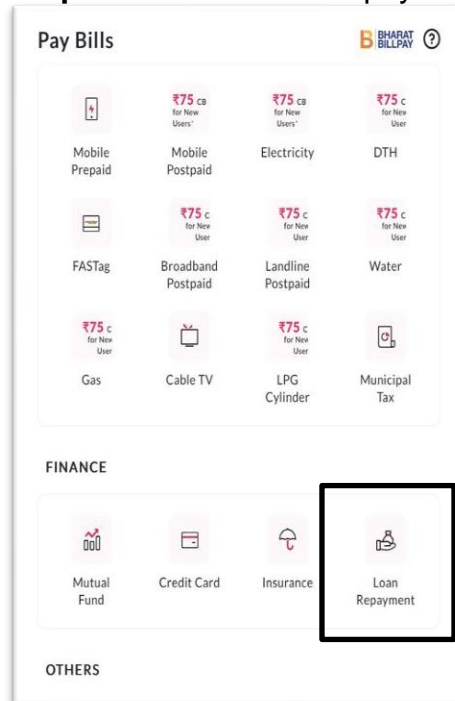 pay
Pay Bills
BHARAT
BILLPAY
?
₹75 CB
for New
Users*
₹75 CB
for New
Users*
₹75 c
for New
User
Mobile
Prepaid
Mobile
Postpaid
Electricity
DTH
₹75 c
for New
User
₹75 c
for New
User
₹75 c
for New
User
FASTag
Broadband
Postpaid
Landline
Postpaid
Water
₹75 c
for New
User
₹75 c
for New
User
Gas
Cable TV
LPG
Cylinder
Municipal
Tax
FINANCE
Mutual
Fund
Credit Card
Insurance
Loan
Repayment
OTHERS